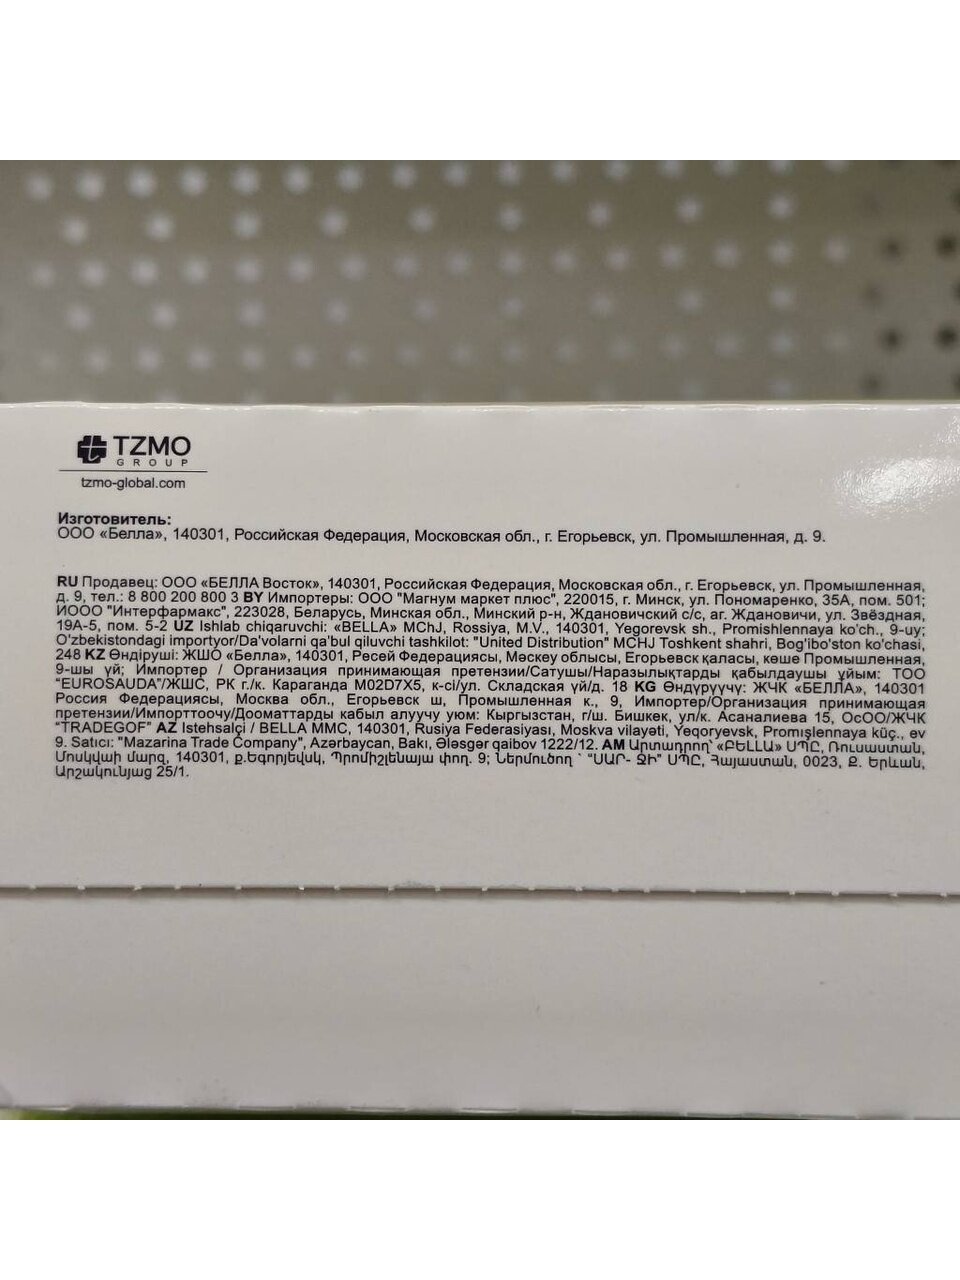 TZMO
GROUP
tzmo-global.com
Изготовитель:
ООО «Белла», 140301, Российская Федерация, Московская обл., г. Егорьевск, ул. Промышленная, д. 9.
RU Продавец: ООО «БЕЛЛА Восток», 140301, Российская Федерация, Московская обл., г. Егорьевск, ул. Промышленная,
д. 9, тел.: 8 800 200 800 3 BY Импортеры: ООО "Магнум маркет плюс", 220015, г. Минск, ул. Пономаренко, 35А, пом. 501;
ИООО "Интерфармакс", 223028, Беларусь, Минская обл., Минский р-н, Ждановичский с/с, аг. Ждановичи, ул. Звёздная,
19А-5, пом. 5-2 UZ Ishlab chiqaruvchi: «BELLA» MChJ, Rossiya, M.V., 140301, Yegorevsk sh., Promishlennaya ko'ch., 9-uy;
O'zbekistondagi importyor/Da'volarni qa'bul qiluvchi tashkilot: "United Distribution" MCHJ Toshkent shahri, Bog'ibo'ston ko'chasi,
248 KZ Өндіруші: ЖШО «Белла», 140301, Ресей Федерациясы, Мәскеу облысы, Егорьевск қаласы, көше Промышленная,
9-шы үй; Импортер / Организация принимающая претензии/Сатушы/Наразылықтарды қабылдаушы ұйым: ТОО
"EUROSAUDA"/ЖШС, РК г./к. Караганда M02D7X5, к-сі/ул. Складская үй/д. 18 KG Өндүрүүчү: ЖЧК «БЕЛЛА», 140301
Россия Федерациясы, Москва обл., Егорьевск ш, Промышленная к., 9, Импортер/Организация принимающая
претензии/Импорттоочу/Дооматтарды кабыл алуучу уюм: Кыргызстан, г/ш. Бишкек, ул/к. Асаналиева 15, ОсОО/ЖЧК
"TRADEGOF" AZ Istehsalçi / BELLA MMC, 140301, Rusiya Federasiyası, Moskva vilayəti, Yeqoryevsk, Promışlennaya küç., ev
9. Satıcı: "Mazarina Trade Company", Azərbaycan, Bakı, Ələsgər qaibov 1222/12. AM Արտադրող՝ «ԲԵԼԼԱ» ՍՊԸ, Ռուսաստան,
Մոսկվայի մարզ, 140301, ք.Եգորյեվսկ, Պրոմիշլենայա փող. 9; Ներմուծող ` "ՍԱՐ- ՋԻ" ՍՊԸ, Հայաստան, 0023, Ք. Երևան,
Արշակունյաց 25/1.